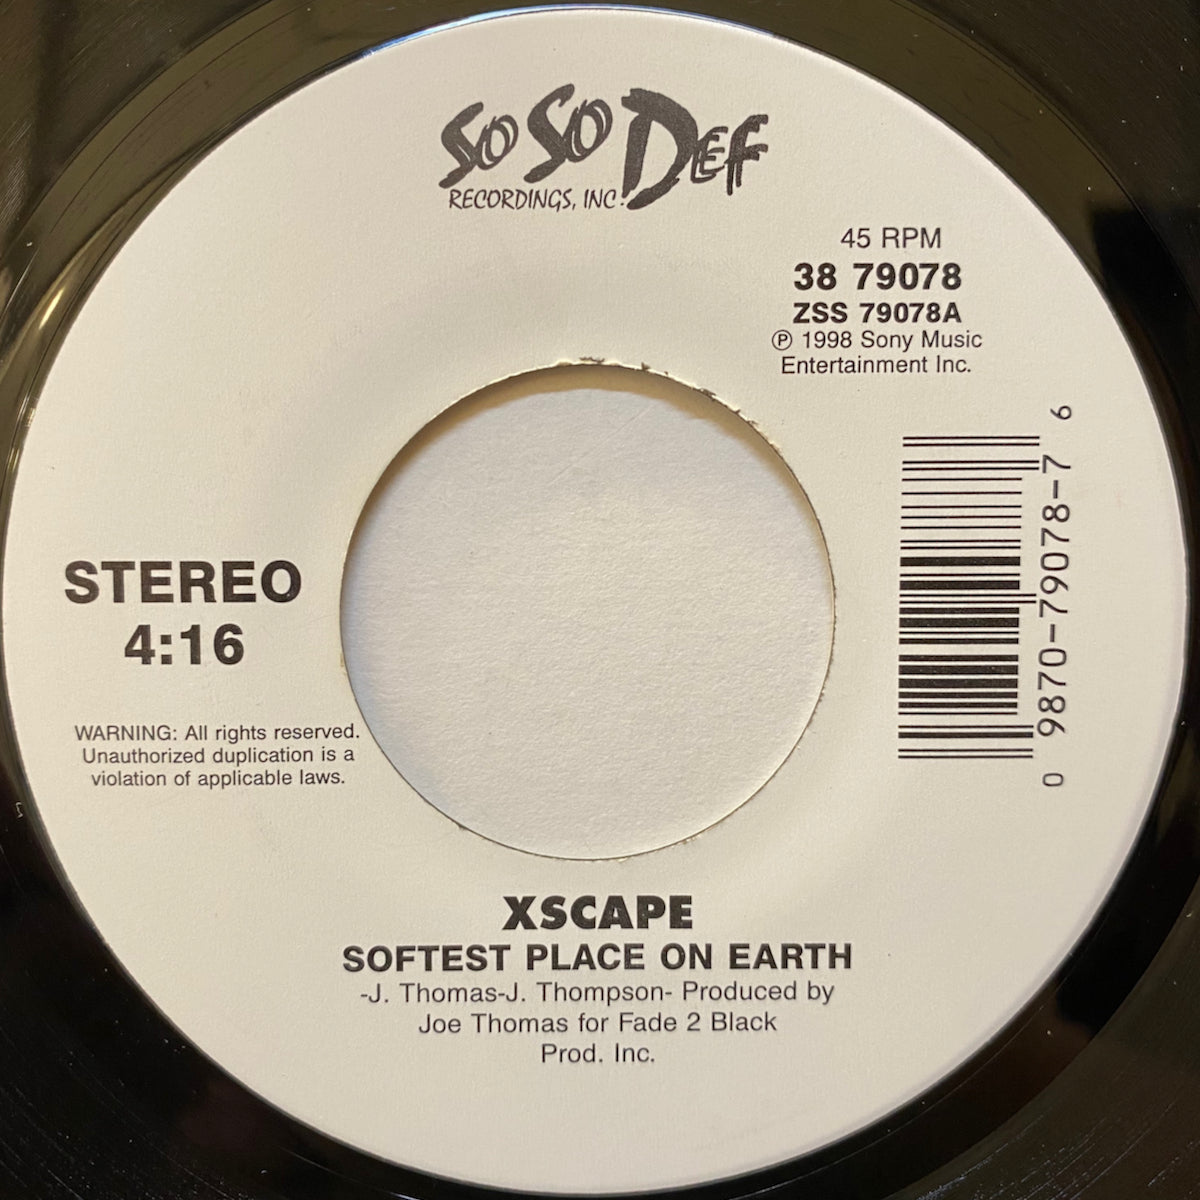 SO SO DEF
RECORDINGS, INC.
45 RPM
38 79078
ZSS 79078A
℗ 1998 Sony Music
Entertainment Inc.
0 9870-79078-7 6
STEREO
4:16
WARNING: All rights reserved.
Unauthorized duplication is a
violation of applicable laws.
XSCAPE
SOFTEST PLACE ON EARTH
-J. Thomas-J. Thompson- Produced by
Joe Thomas for Fade 2 Black
Prod. Inc.